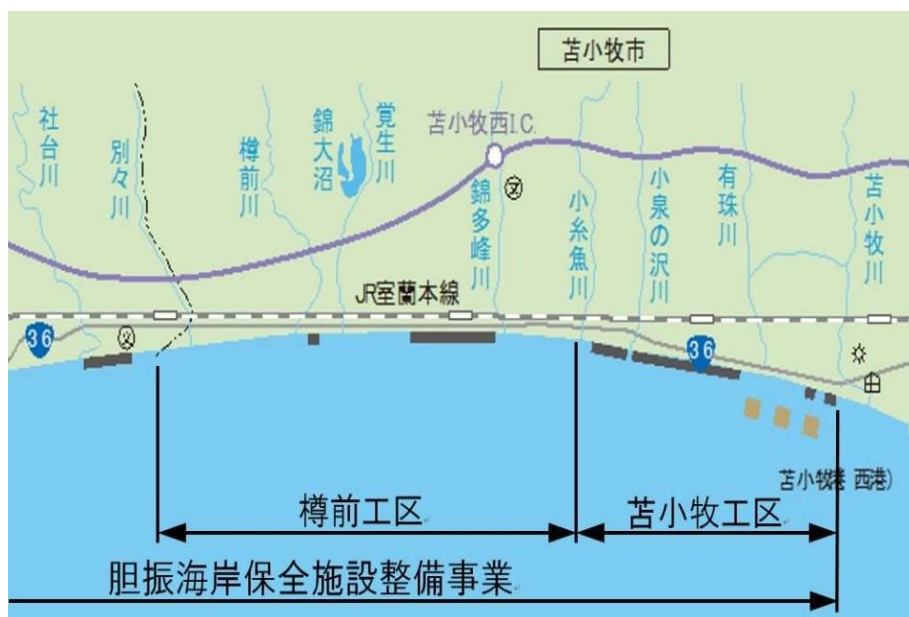 苫小牧市
社台川
別々川
樽前川
錦大沼
覚生川
苫小牧西I.C.
錦多峰川
小糸魚川
小泉の沢川
有珠川
苫小牧川
JR室蘭本線
36
36
苫小牧港 西港)
樽前工区
苫小牧工区
胆振海岸保全施設整備事業